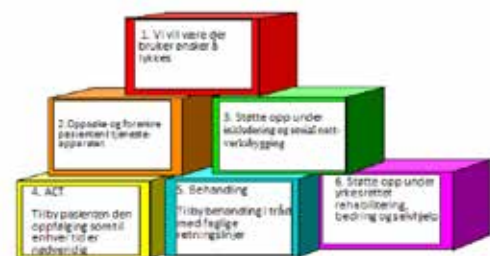 1. Vi vil være der
bruker ønsker å
lykkes
2. Oppsøke og forankre
pasienten i tjeneste-
apparatet
3. Støtte opp under
inkludering og sosial nett-
verksbygging
4. ACT
Tilby pasienten den
oppfølging som til
enhver tid er
nødvendig
5. Behandling
Tilby behandling i tråd
med faglige
retningslinjer
6. Støtte opp under
yrkesrettet
rehabilitering,
bedring og selvhjelp